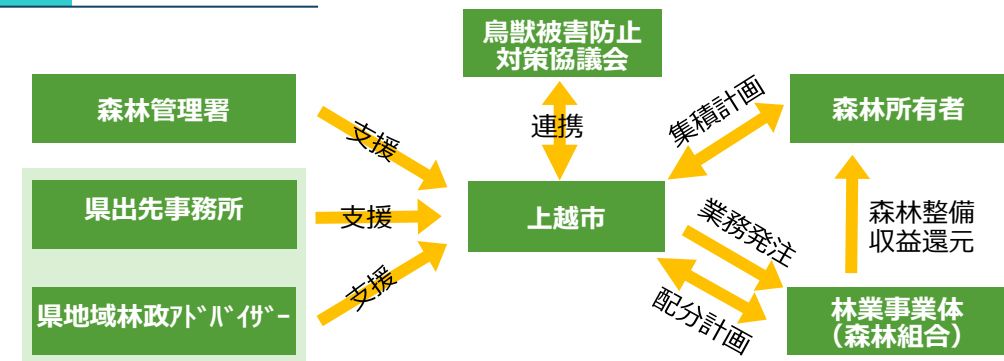 鳥獣被害防止
対策協議会
森林管理署
森林所有者
支援
連携
集積計画
県出先事務所
支援
上越市
業務発注
森林整備
収益還元
県地域林政ｱﾄﾞﾊﾞｲｻﾞｰ
支援
配分計画
林業事業体
（森林組合）